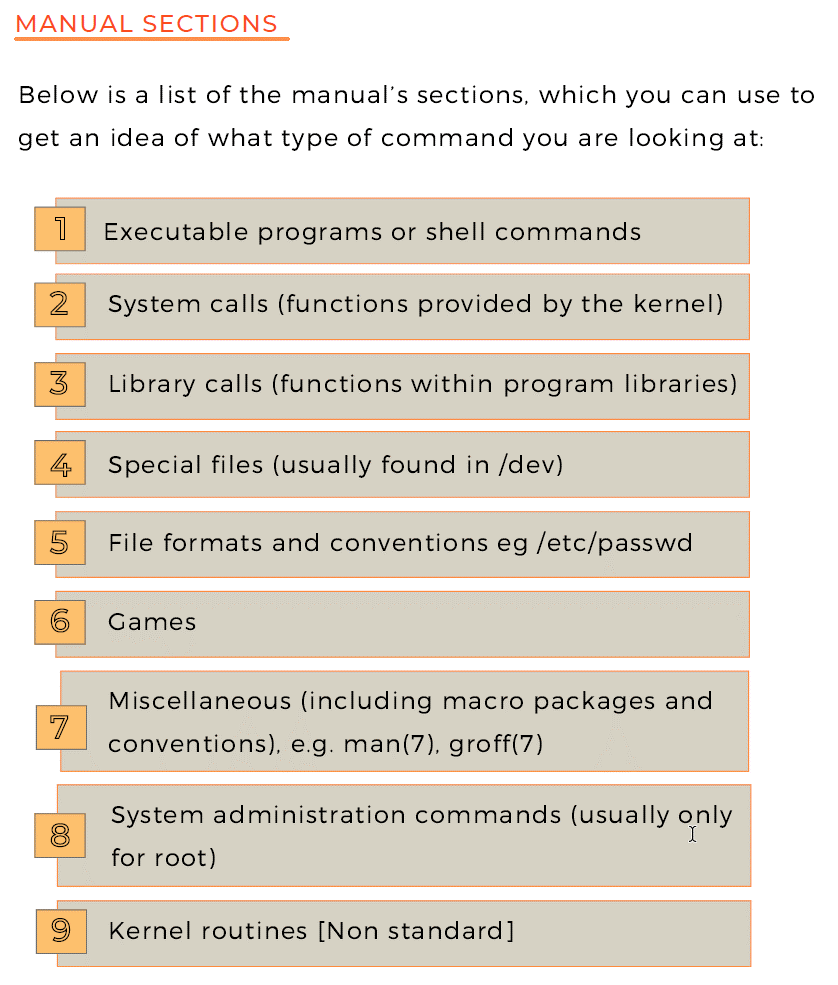 MANUAL SECTIONS
Below is a list of the manual's sections, which you can use to
get an idea of what type of command you are looking at:
1 Executable programs or shell commands
2 System calls (functions provided by the kernel)
3 Library calls (functions within program libraries)
4 Special files (usually found in /dev)
5 File formats and conventions eg /etc/passwd
6 Games
7 Miscellaneous (including macro packages and
conventions), e.g. man(7), groff(7)
8 System administration commands (usually only
for root)
9 Kernel routines [Non standard]